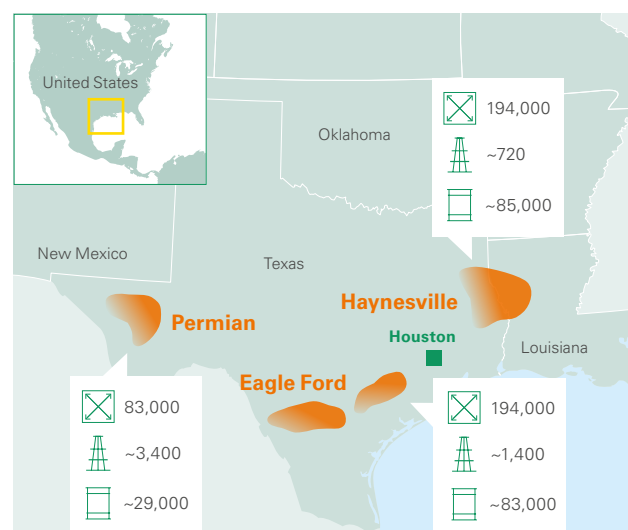 United States
Oklahoma
194,000
~720
~85,000
New Mexico
Texas
Haynesville
Permian
Houston
Louisiana
Eagle Ford
83,000
~3,400
~29,000
194,000
~1,400
~83,000